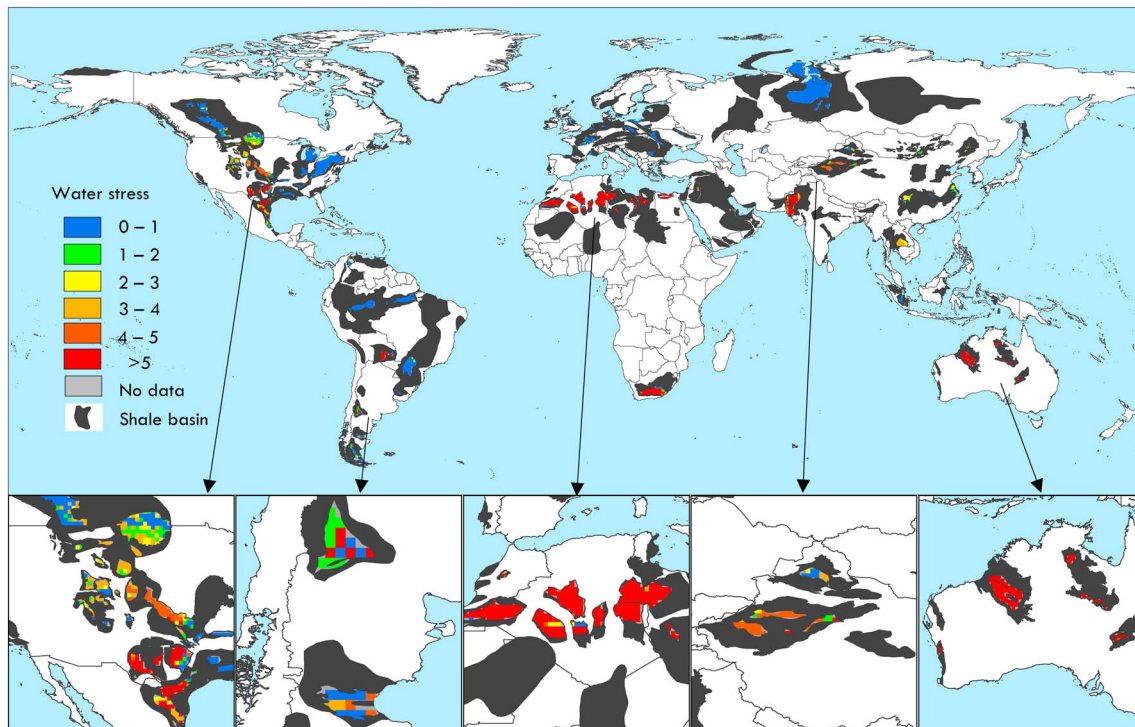 Water stress
0 – 1
1 – 2
2 – 3
3 – 4
4 – 5
>5
No data
Shale basin